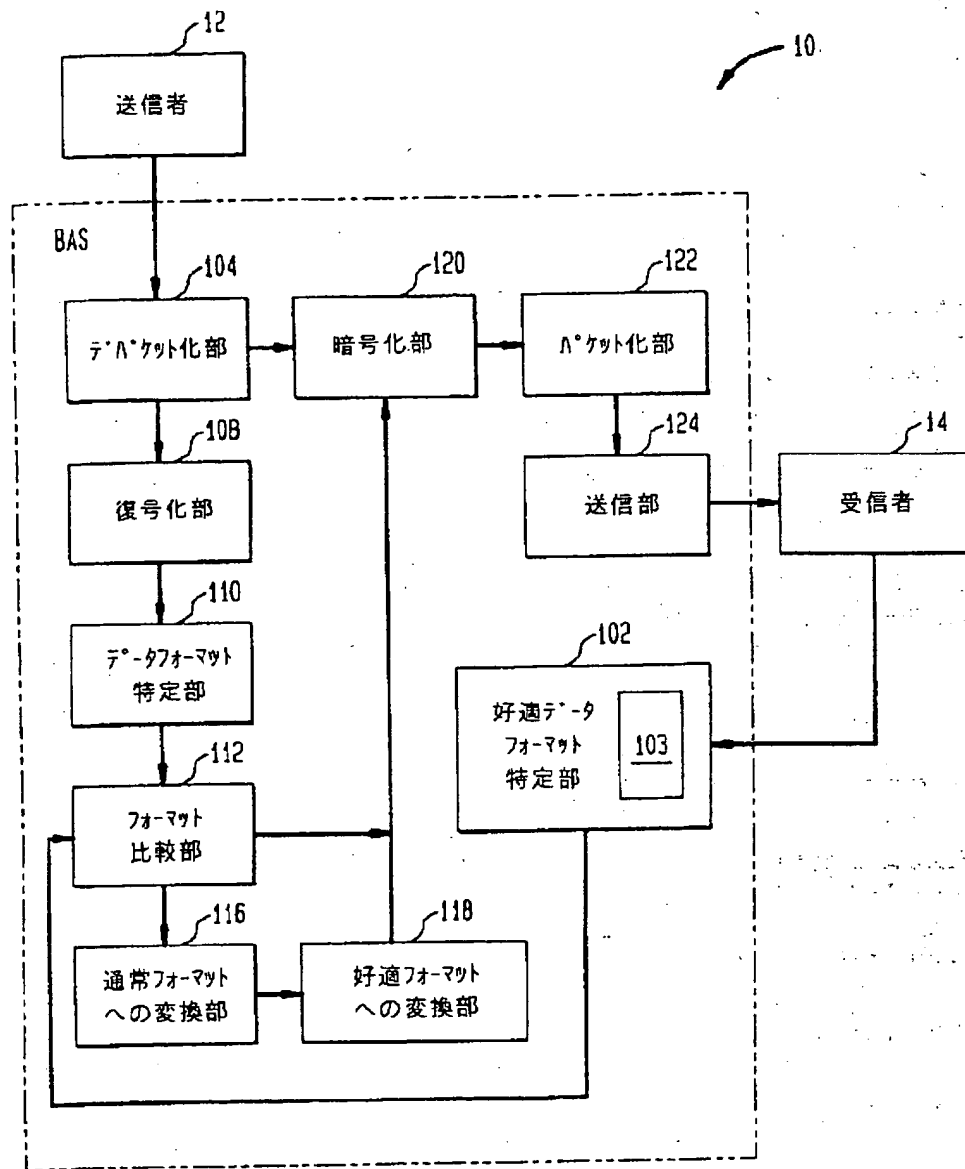 12
10
送信者
BAS
104
120
122
デパケット化部
暗号化部
パケット化部
108
124
14
復号化部
送信部
受信者
110
102
データフォーマット
特定部
好適データ
フォーマット
特定部
103
112
フォーマット
比較部
116
118
通常フォーマット
への変換部
好適フォーマット
への変換部